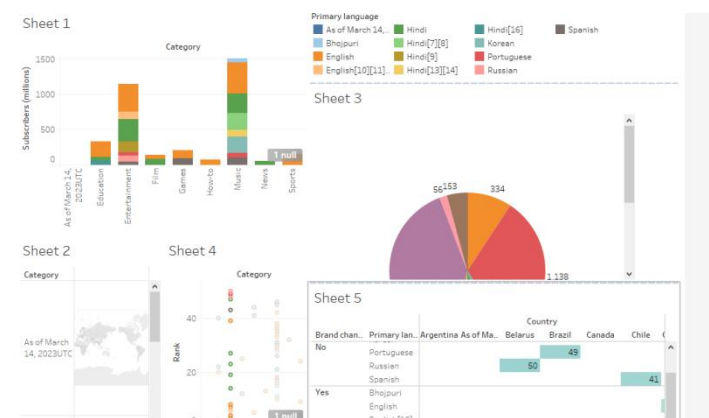 Sheet 1
Category
Subscribers (millions)
1500
1000
500
0
As of March 14, 2023UTC
Education
Entertainment
Film
Games
How-to
Music
News
Sports
1 null
Primary language
As of March 14,..
Bhojpuri
English
English[10][11]..
Hindi
Hindi[7][8]
Hindi[9]
Hindi[13][14]
Hindi[16]
Korean
Portuguese
Russian
Spanish
Sheet 3
56 153 334
1,138
Sheet 2
Category
As of March
14, 2023UTC
Sheet 4
Category
Rank
40
20
1 null
Sheet 5
Country
Brand chan.. Primary lan.. Argentina As of Ma.. Belarus Brazil Canada Chile
No
Portuguese 49
Russian 50
Spanish 41
Yes Bhojpuri
English